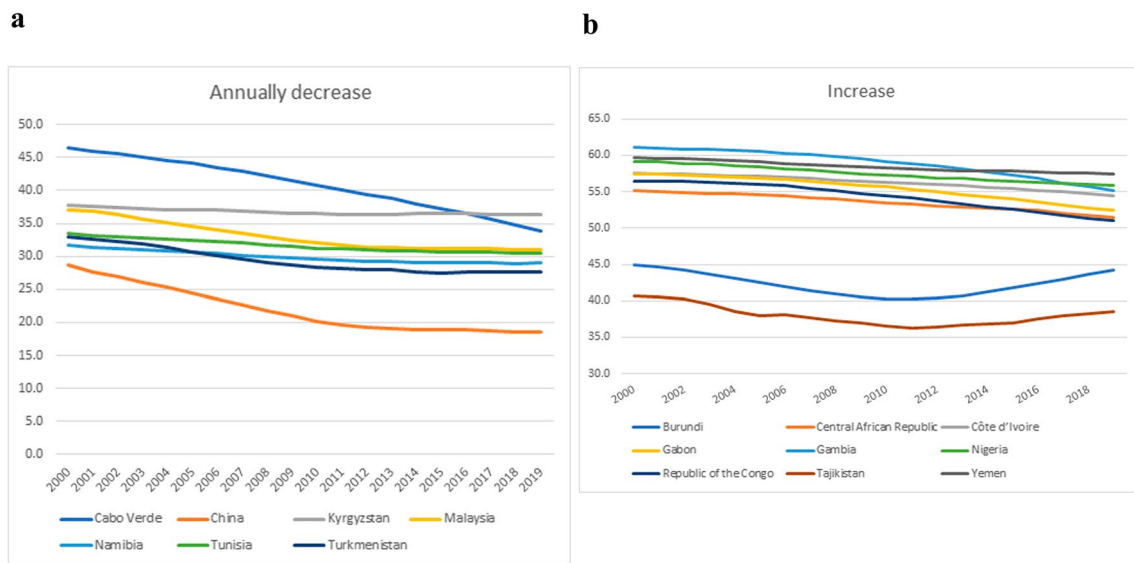 a
b
Annually decrease
50.0
45.0
40.0
35.0
30.0
25.0
20.0
15.0
10.0
5.0
0.0
2000 2001 2002 2003 2004 2005 2006 2007 2008 2009 2010 2011 2012 2013 2014 2015 2016 2017 2018 2019
Cabo Verde China Kyrgyzstan Malaysia
Namibia Tunisia Turkmenistan
Increase
65.0
60.0
55.0
50.0
45.0
40.0
35.0
30.0
2000 2002 2004 2006 2008 2010 2012 2014 2016 2018
Burundi Central African Republic Côte d'Ivoire
Gabon Gambia Nigeria
Republic of the Congo Tajikistan Yemen